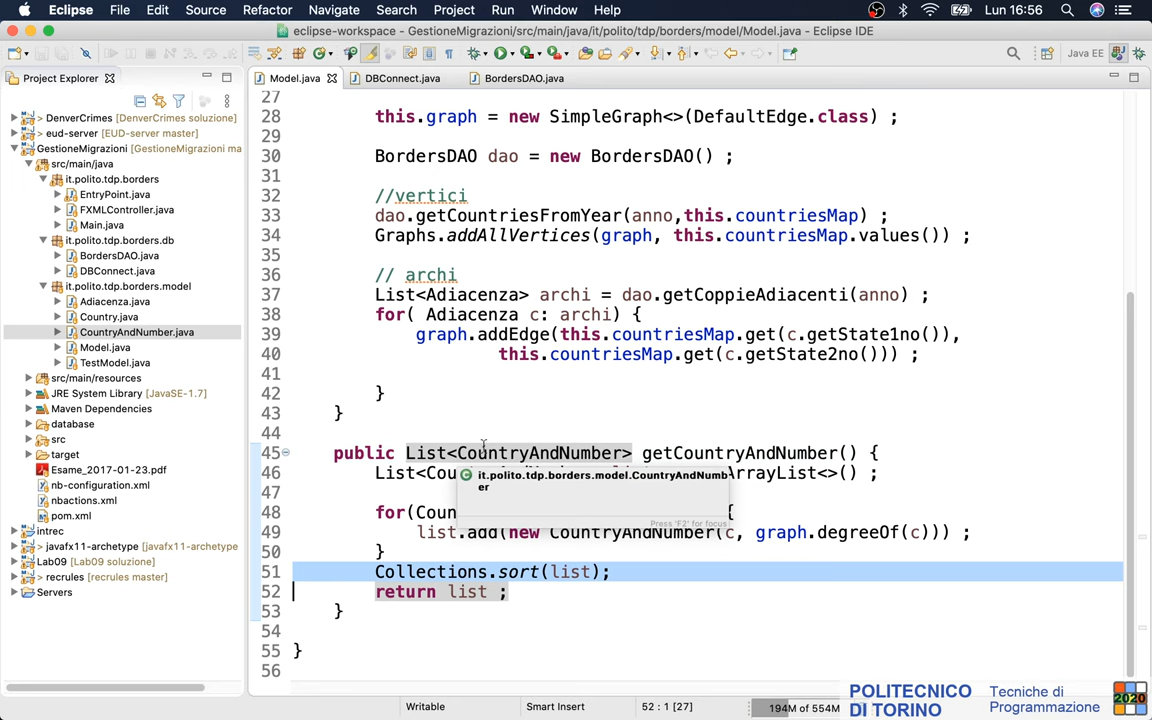 Eclipse File Edit Source Refactor Navigate Search Project Run Window Help Lun 16:56
eclipse-workspace - GestioneMigrazioni/src/main/java/it/polito/tdp/borders/model/Model.java - Eclipse IDE
Java EE
Project Explorer
Model.java DBConnect.java BordersDAO.java
> DenverCrimes [DenverCrimes soluzione]
> eud-server [EUD-server master]
GestioneMigrazioni [GestioneMigrazioni ma
src/main/java
it.polito.tdp.borders
EntryPoint.java
FXMLController.java
Main.java
it.polito.tdp.borders.db
BordersDAO.java
DBConnect.java
it.polito.tdp.borders.model
Adiacenza.java
Country.java
CountryAndNumber.java
Model.java
TestModel.java
src/main/resources
JRE System Library [JavaSE-1.7]
Maven Dependencies
database
src
target
Esame_2017-01-23.pdf
nb-configuration.xml
nbactions.xml
pom.xml
intrec
> javafx11-archetype [javafx11-archetype
Lab09 [Lab09 soluzione]
> recrules [recrules master]
Servers
27
28 this.graph = new SimpleGraph<>(DefaultEdge.class) ;
29
30 BordersDAO dao = new BordersDAO() ;
31
32 //vertici
33 dao.getCountriesFromYear(anno,this.countriesMap) ;
34 Graphs.addAllVertices(graph, this.countriesMap.values()) ;
35
36 // archi
37 List<Adiacenza> archi = dao.getCoppieAdiacenti(anno) ;
38 for( Adiacenza c: archi) {
39 graph.addEdge(this.countriesMap.get(c.getState1no()),
40 this.countriesMap.get(c.getState2no())) ;
41
42 }
43 }
44
45 public List<CountryAndNumber> getCountryAndNumber() {
46 List<Cou ArrayList<>() ;
it.polito.tdp.borders.model.CountryAndNumb
er
47
48 for(Coun {
Press 'F2' for focus
49 list.add(new CountryAndNumber(c, graph.degreeOf(c))) ;
50 }
51 Collections.sort(list);
52 return list ;
53 }
54
55 }
56
Writable Smart Insert 52 : 1 [27] 194M of 554M
POLITECNICO
DI TORINO
Tecniche di
Programmazione
2020